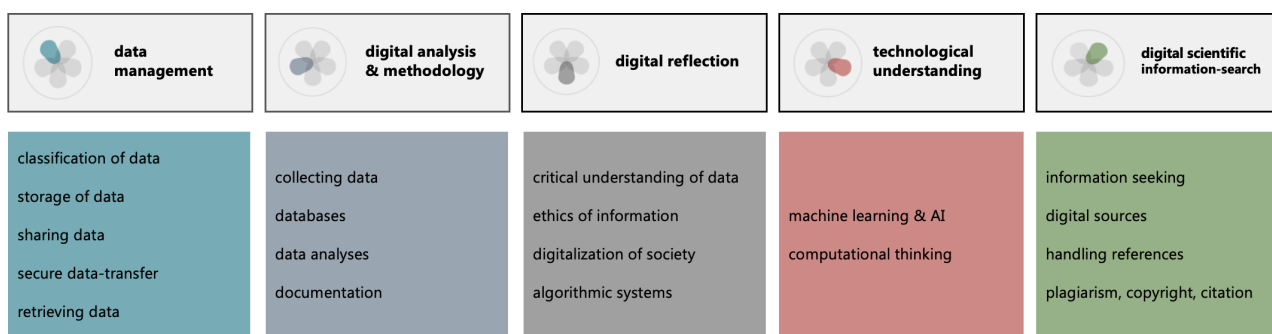 data
management
digital analysis
& methodology
digital reflection
technological
understanding
digital scientific
information-search
classification of data
storage of data
sharing data
secure data-transfer
retrieving data
collecting data
databases
data analyses
documentation
critical understanding of data
ethics of information
digitalization of society
algorithmic systems
machine learning & AI
computational thinking
information seeking
digital sources
handling references
plagiarism, copyright, citation